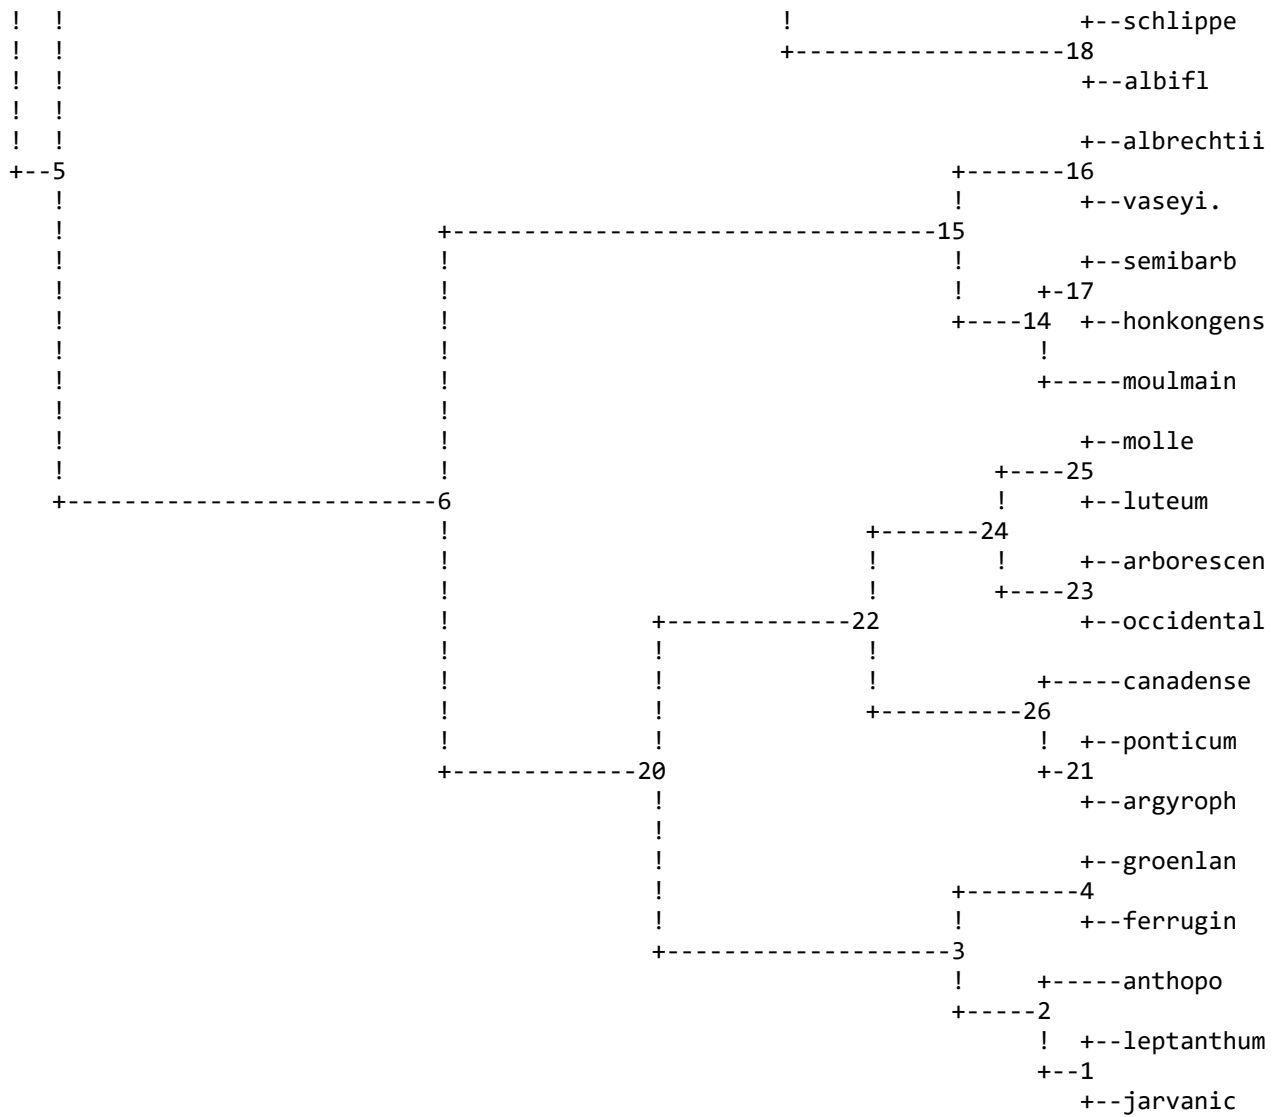 !  !                                                  !                    +--schlippe
!  !                                                  +-------------------18
!  !                                                                       +--albifl
!  !
!  !                                                                       +--albrechtii
+--5                                                              +-------16
   !                                                              !        +--vaseyi.
   !                          +----------------------------------15
   !                          !                                   !        +--semibarb
   !                          !                                   !     +-17
   !                          !                                   +----14  +--honkongens
   !                          !                                         !
   !                          !                                         +-----moulmain
   !                          !
   !                          !                                            +--molle
   !                          !                                      +----25
   +--------------------------6                                      !     +--luteum
                              !                             +-------24
                              !                             !        !     +--arborescen
                              !                             !        +----23
                              !              +-------------22              +--occidental
                              !              !              !
                              !              !              !           +-----canadense
                              !              !              +----------26
                              !              !                          !  +--ponticum
                              +-------------20                          +-21
                                             !                             +--argyroph
                                             !
                                             !                             +--groenlan
                                             !                    +--------4
                                             !                    !        +--ferrugin
                                             +--------------------3
                                                                  !     +-----anthopo
                                                                  +-----2
                                                                        !  +--leptanthum
                                                                        +--1
                                                                           +--jarvanic